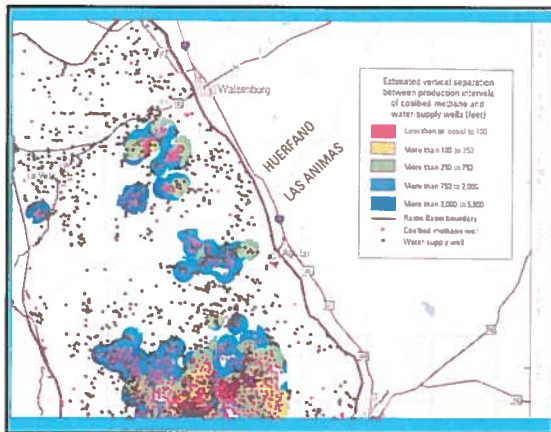 Walsenburg
HUERFANO
LAS ANIMAS
La Veta
Aguilar
Estimated vertical separation
between production intervals
of coalbed methane and
water-supply wells (feet)
Less than or equal to 100
More than 100 to 250
More than 250 to 750
More than 750 to 2,000
More than 2,000 to
Raton Basin boundary
Coalbed methane well
Water-supply well